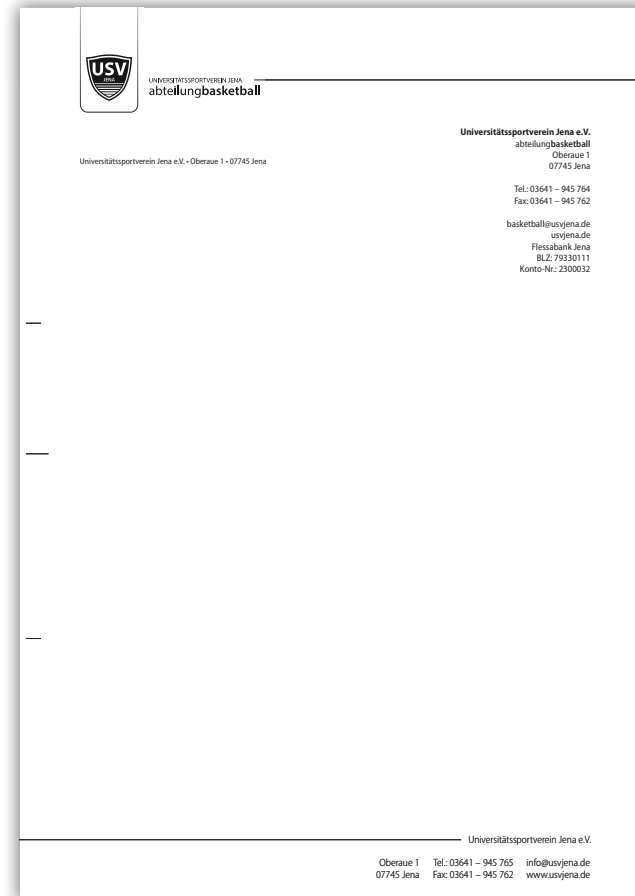 USV
JENA
UNIVERSITÄTSSPORTVEREIN JENA
abteilungbasketball
Universitätssportverein Jena e.V.
abteilungbasketball
Oberaue 1
07745 Jena
Universitätssportverein Jena e.V. • Oberaue 1 • 07745 Jena
Tel.: 03641 – 945 764
Fax: 03641 – 945 762
basketball@usvjena.de
usvjena.de
Flessabank Jena
BLZ: 79330111
Konto-Nr.: 2300032
Universitätssportverein Jena e.V.
Oberaue 1 Tel.: 03641 – 945 765 info@usvjena.de
07745 Jena Fax: 03641 – 945 762 www.usvjena.de